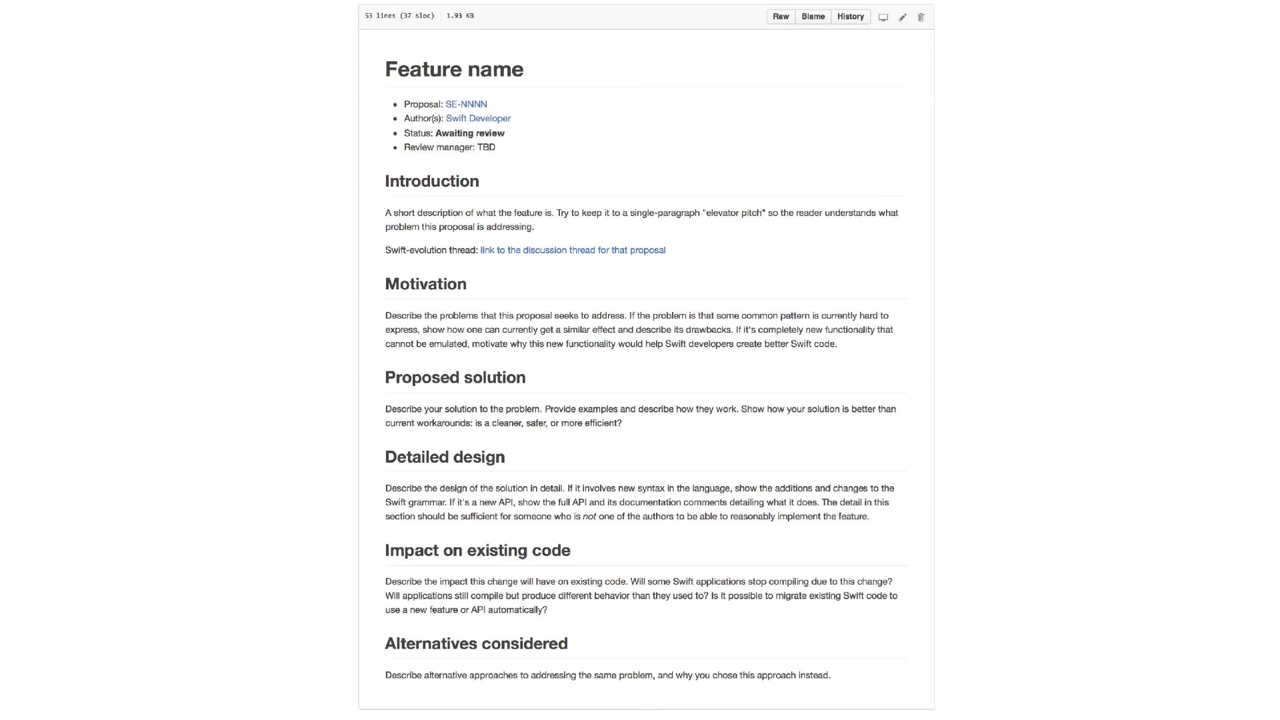 53 lines (37 sloc) 1.93 KB
Raw Blame History
Feature name
• Proposal: SE-NNNN
• Author(s): Swift Developer
• Status: Awaiting review
• Review manager: TBD
Introduction
A short description of what the feature is. Try to keep it to a single-paragraph "elevator pitch" so the reader understands what
problem this proposal is addressing.
Swift-evolution thread: link to the discussion thread for that proposal
Motivation
Describe the problems that this proposal seeks to address. If the problem is that some common pattern is currently hard to
express, show how one can currently get a similar effect and describe its drawbacks. If it's completely new functionality that
cannot be emulated, motivate why this new functionality would help Swift developers create better Swift code.
Proposed solution
Describe your solution to the problem. Provide examples and describe how they work. Show how your solution is better than
current workarounds: is a cleaner, safer, or more efficient?
Detailed design
Describe the design of the solution in detail. If it involves new syntax in the language, show the additions and changes to the
Swift grammar. If it's a new API, show the full API and its documentation comments detailing what it does. The detail in this
section should be sufficient for someone who is not one of the authors to be able to reasonably implement the feature.
Impact on existing code
Describe the impact this change will have on existing code. Will some Swift applications stop compiling due to this change?
Will applications still compile but produce different behavior than they used to? Is it possible to migrate existing Swift code to
use a new feature or API automatically?
Alternatives considered
Describe alternative approaches to addressing the same problem, and why you chose this approach instead.